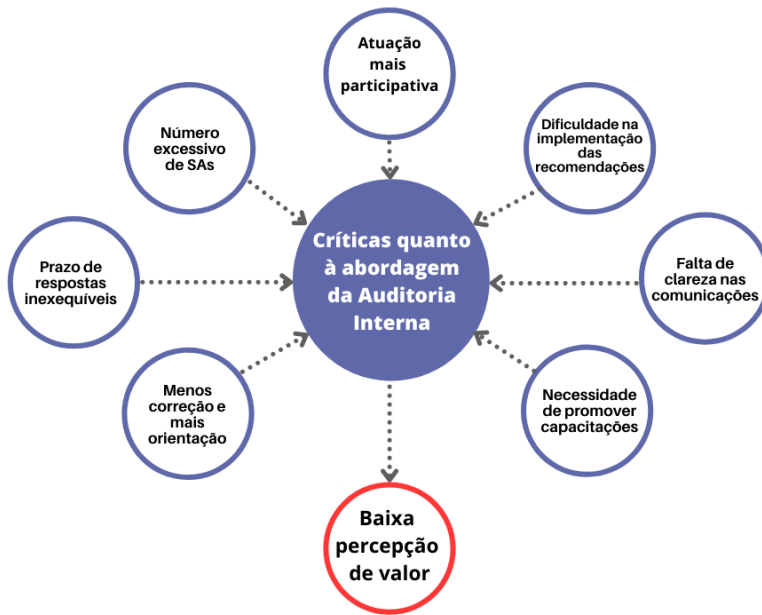 Atuação
mais
participativa
Número
excessivo
de SAs
Dificuldade na
implementação
das
recomendações
Críticas quanto
à abordagem
da Auditoria
Interna
Prazo de
respostas
inexequíveis
Falta de
clareza nas
comunicações
Menos
correção e
mais
orientação
Necessidade
de promover
capacitações
Baixa
percepção
de valor